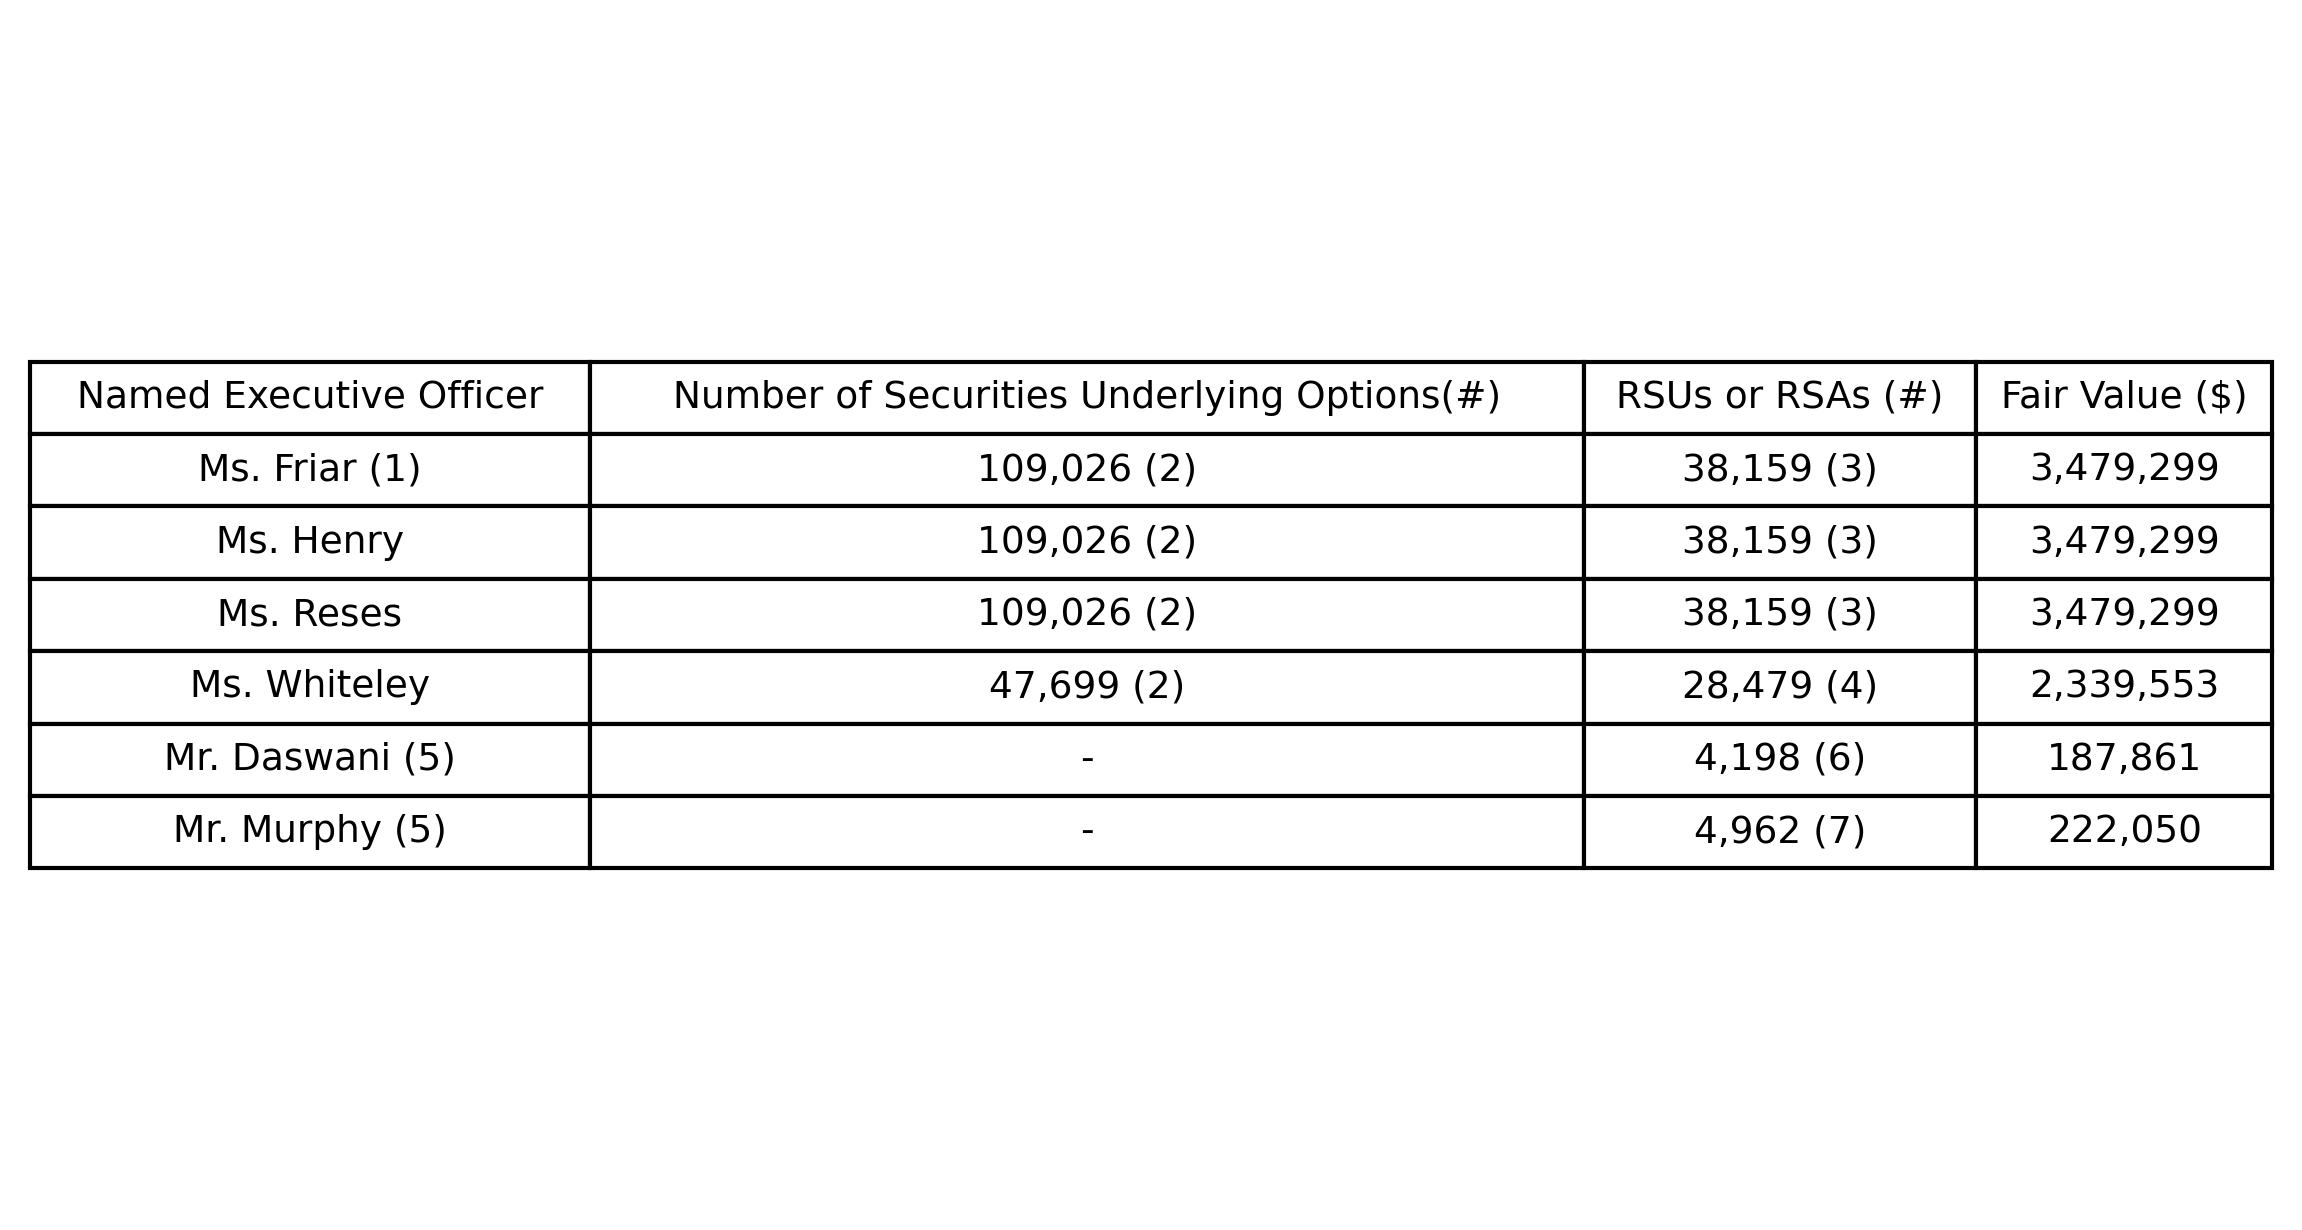 Named Executive Officer Number of Securities Underlying Options(#) RSUs or RSAs (#) Fair Value ($)
Ms. Friar (1) 109,026 (2) 38,159 (3) 3,479,299
Ms. Henry 109,026 (2) 38,159 (3) 3,479,299
Ms. Reses 109,026 (2) 38,159 (3) 3,479,299
Ms. Whiteley 47,699 (2) 28,479 (4) 2,339,553
Mr. Daswani (5) - 4,198 (6) 187,861
Mr. Murphy (5) - 4,962 (7) 222,050